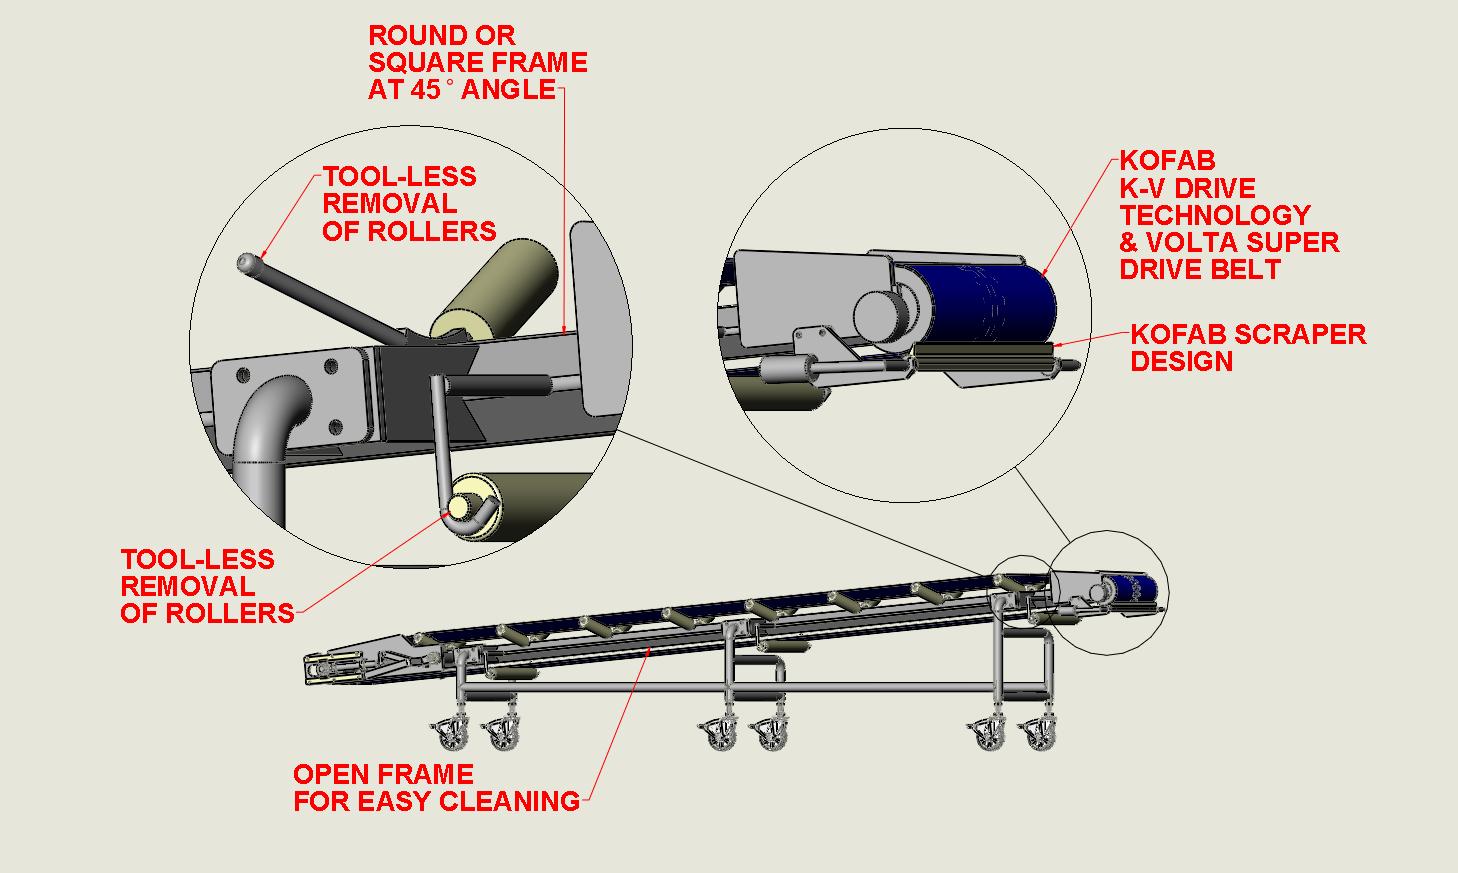 ROUND OR
SQUARE FRAME
AT 45° ANGLE
TOOL-LESS
REMOVAL
OF ROLLERS
KOFAB
K-V DRIVE
TECHNOLOGY
& VOLTA SUPER
DRIVE BELT
KOFAB SCRAPER
DESIGN
TOOL-LESS
REMOVAL
OF ROLLERS
OPEN FRAME
FOR EASY CLEANING